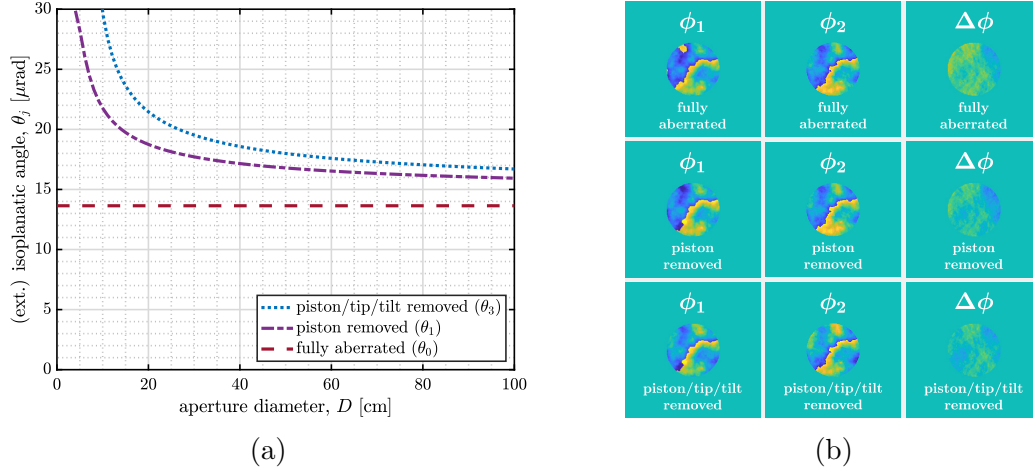 30
25
20
15
10
5
0
(ext.) isoplanatic angle, θ_j [μrad]
piston/tip/tilt removed (θ₃)
piston removed (θ₁)
fully aberrated (θ₀)
0 20 40 60 80 100
aperture diameter, D [cm]
(a)
ϕ₁ ϕ₂ Δϕ
fully aberrated
fully aberrated
fully aberrated
ϕ₁ ϕ₂ Δϕ
piston removed
piston removed
piston removed
ϕ₁ ϕ₂ Δϕ
piston/tip/tilt removed
piston/tip/tilt removed
piston/tip/tilt removed
(b)